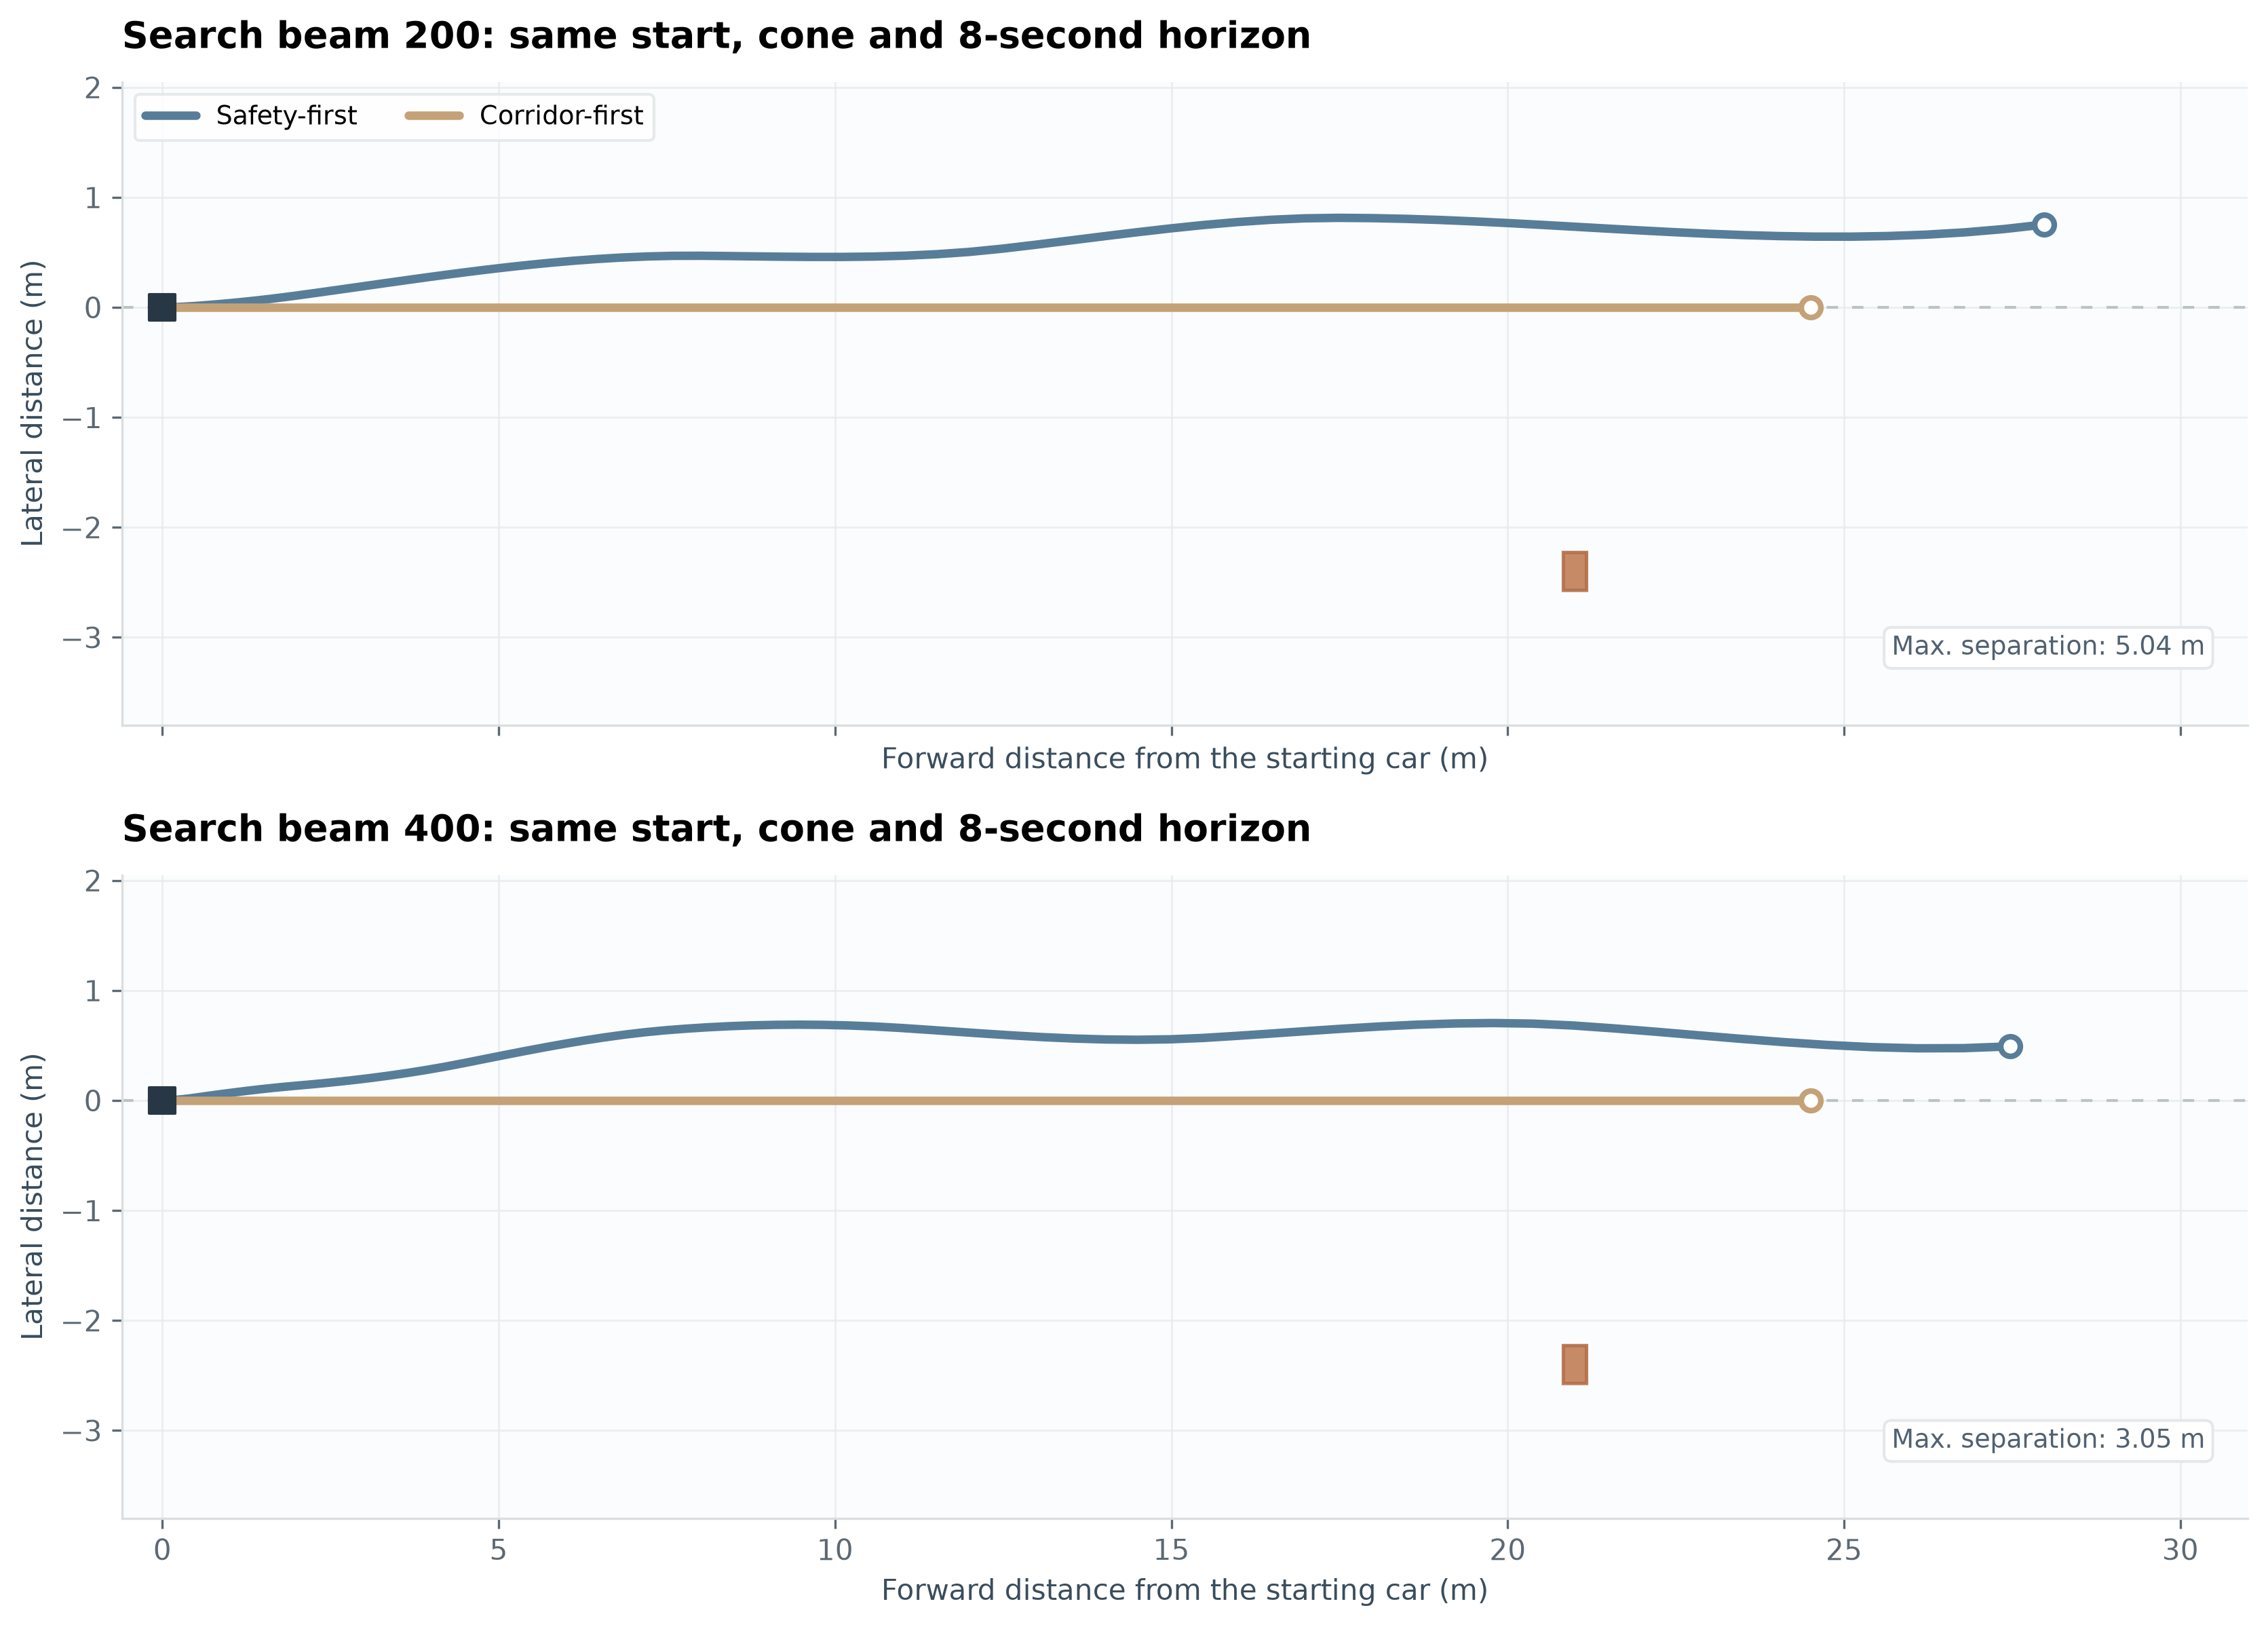 Search beam 200: same start, cone and 8-second horizon
Safety-first
Corridor-first
2
1
0
−1
−2
−3
Lateral distance (m)
Max. separation: 5.04 m
Forward distance from the starting car (m)
Search beam 400: same start, cone and 8-second horizon
2
1
0
−1
−2
−3
Lateral distance (m)
Max. separation: 3.05 m
0 5 10 15 20 25 30
Forward distance from the starting car (m)